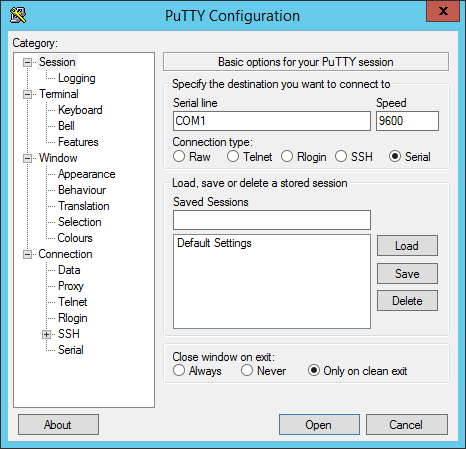 PuTTY Configuration
x
Category:
Session
Logging
Terminal
Keyboard
Bell
Features
Window
Appearance
Behaviour
Translation
Selection
Colours
Connection
Data
Proxy
Telnet
Rlogin
SSH
Serial
Basic options for your PuTTY session
Specify the destination you want to connect to
Serial line Speed
COM1 9600
Connection type:
Raw Telnet Rlogin SSH Serial
Load, save or delete a stored session
Saved Sessions
Default Settings
Load
Save
Delete
Close window on exit:
Always Never Only on clean exit
About Open Cancel